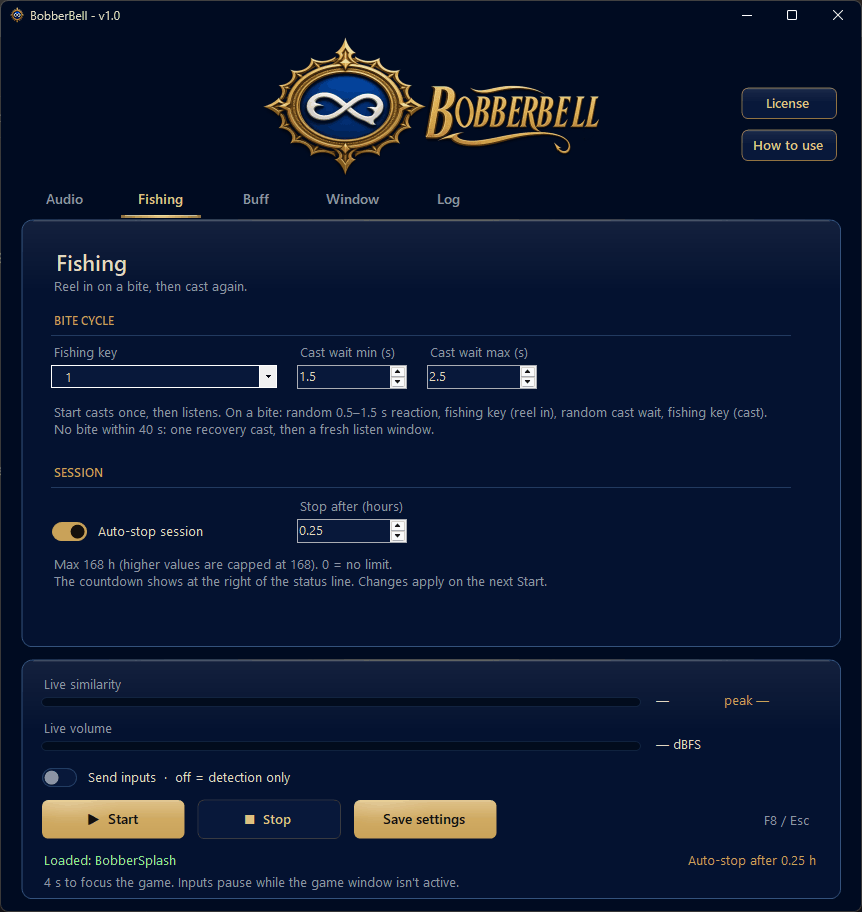 BobberBell - v1.0
BOBBERBELL
License
How to use
Audio
Fishing
Buff
Window
Log
Fishing
Reel in on a bite, then cast again.
BITE CYCLE
Fishing key
Cast wait min (s)
Cast wait max (s)
1
1.5
2.5
Start casts once, then listens. On a bite: random 0.5–1.5 s reaction, fishing key (reel in), random cast wait, fishing key (cast).
No bite within 40 s: one recovery cast, then a fresh listen window.
SESSION
Stop after (hours)
Auto-stop session
0.25
Max 168 h (higher values are capped at 168). 0 = no limit.
The countdown shows at the right of the status line. Changes apply on the next Start.
Live similarity
—
peak —
Live volume
— dBFS
Send inputs · off = detection only
Start
Stop
Save settings
F8 / Esc
Loaded: BobberSplash
Auto-stop after 0.25 h
4 s to focus the game. Inputs pause while the game window isn't active.